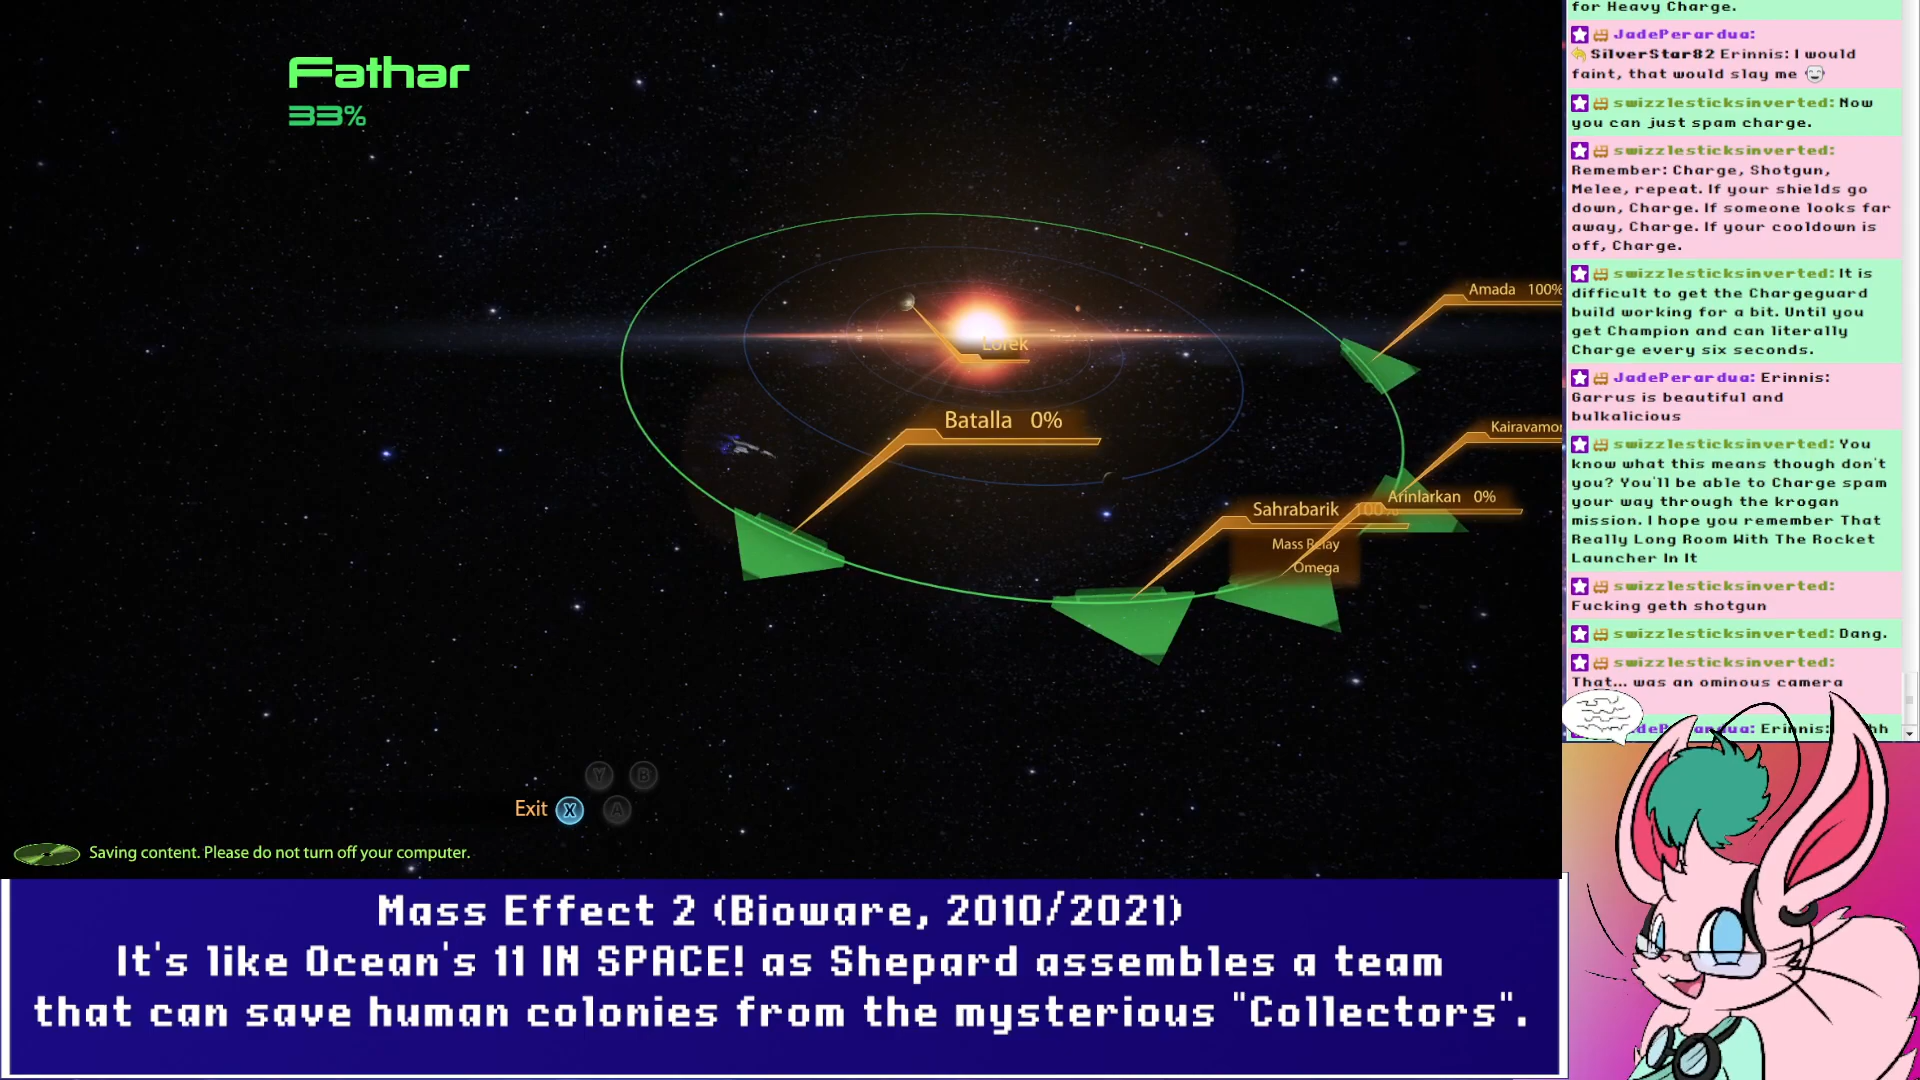 Fathar
33%
Amada 100%
Lorek
Batalla 0%
Kairavamor
Arinlarkan 0%
Sahrabarik 100%
Mass Relay
Omega
Y B
Exit X A
Saving content. Please do not turn off your computer.
Mass Effect 2 (Bioware, 2010/2021)
It's like Ocean's 11 IN SPACE! as Shepard assembles a team
that can save human colonies from the mysterious "Collectors".
for Heavy Charge.
JadePerardua:
SilverStar82 Erinnis: I would
faint, that would slay me
swizzlesticksinverted: Now
you can just spam charge.
swizzlesticksinverted:
Remember: Charge, Shotgun,
Melee, repeat. If your shields go
down, Charge. If someone looks far
away, Charge. If your cooldown is
off, Charge.
swizzlesticksinverted: It is
difficult to get the Chargeguard
build working for a bit. Until you
get Champion and can literally
Charge every six seconds.
JadePerardua: Erinnis:
Garrus is beautiful and
bulkalicious
swizzlesticksinverted: You
know what this means though don't
you? You'll be able to Charge spam
your way through the krogan
mission. I hope you remember That
Really Long Room With The Rocket
Launcher In It
swizzlesticksinverted:
Fucking geth shotgun
swizzlesticksinverted: Dang.
swizzlesticksinverted:
That... was an ominous camera
Erinnis: